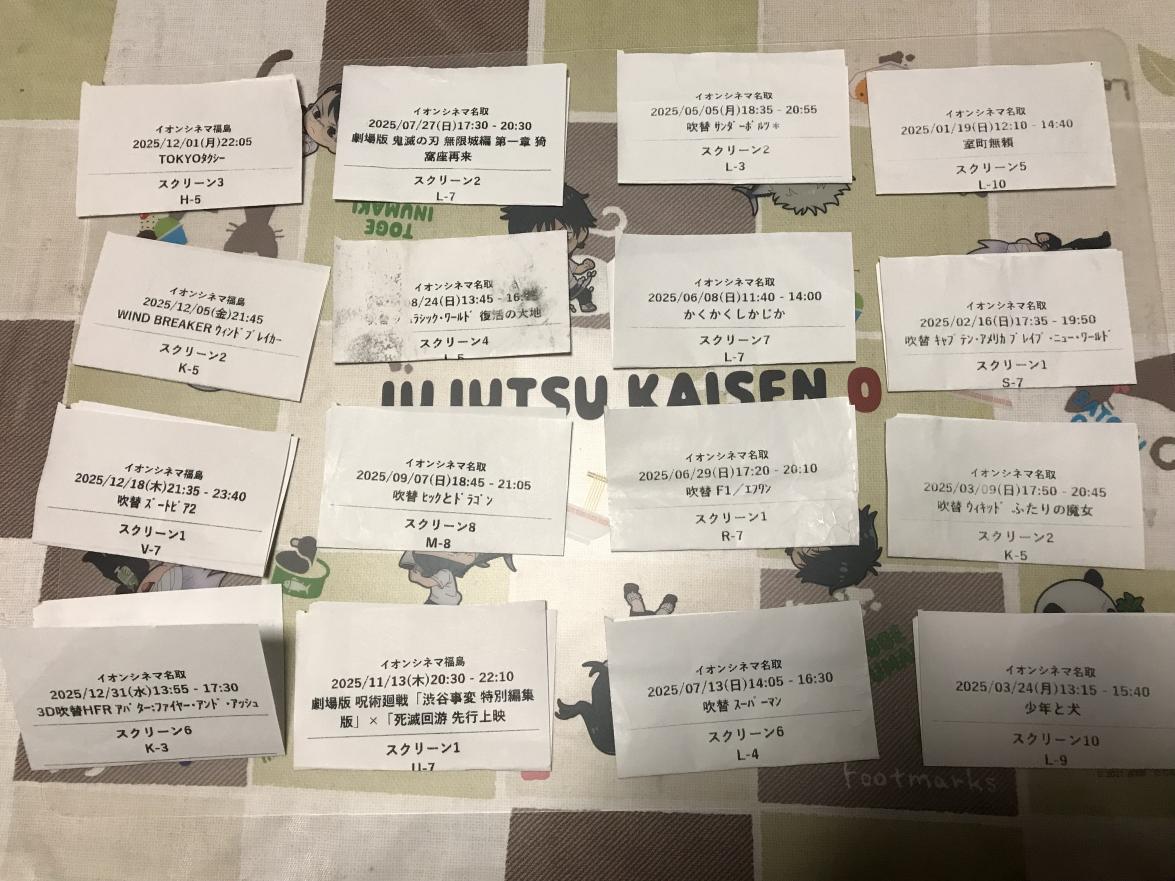 イオンシネマ福島
2025/12/01(月)22:05
TOKYOタクシー
スクリーン3
H-5
イオンシネマ名取
2025/07/27(日)17:30 - 20:30
劇場版 鬼滅の刃 無限城編 第一章 猗
窩座再来
スクリーン2
L-7
イオンシネマ名取
2025/05/05(月)18:35 - 20:55
吹替 ｻﾝﾀﾞｰﾎﾞﾙﾂ＊
スクリーン2
L-3
イオンシネマ名取
2025/01/19(日)12:10 - 14:40
室町無頼
スクリーン5
L-10
イオンシネマ福島
2025/12/05(金)21:45
WIND BREAKER ｳｨﾝﾄﾞﾌﾞﾚｲｶｰ
スクリーン2
K-5
イオンシネマ名取
8/24(日)13:45 -
ﾗｼｯｸ･ﾜｰﾙﾄﾞ 復活の大地
スクリーン4
イオンシネマ名取
2025/06/08(日)11:40 - 14:00
かくかくしかじか
スクリーン7
L-7
イオンシネマ名取
2025/02/16(日)17:35 - 19:50
吹替 ｷｬﾌﾟﾃﾝ･ｱﾒﾘｶ ﾌﾞﾚｲﾌﾞ･ﾆｭｰ･ﾜｰﾙﾄﾞ
スクリーン1
S-7
JUJUTSU KAISEN 0
TOGE
INUMAKI
イオンシネマ福島
2025/12/18(木)21:35 - 23:40
吹替 ｽﾞｰﾄﾋﾟｱ2
スクリーン1
V-7
イオンシネマ名取
2025/09/07(日)18:45 - 21:05
吹替 ﾋｯｸとﾄﾞﾗｺﾞﾝ
スクリーン8
M-8
イオンシネマ名取
2025/06/29(日)17:20 - 20:10
吹替 F1／ｴﾌﾜﾝ
スクリーン1
R-7
イオンシネマ名取
2025/03/09(日)17:50 - 20:45
吹替 ｳｨｷｯﾄﾞ ふたりの魔女
スクリーン2
K-5
イオンシネマ名取
2025/12/31(水)13:55 - 17:30
3D吹替HFR ｱﾊﾞﾀｰ:ﾌｧｲﾔｰ･ｱﾝﾄﾞ･ｱｯｼｭ
スクリーン6
K-3
イオンシネマ福島
2025/11/13(木)20:30 - 22:10
劇場版 呪術廻戦「渋谷事変 特別編集
版」×「死滅回游 先行上映
スクリーン1
U-7
イオンシネマ名取
2025/07/13(日)14:05 - 16:30
吹替 ｽｰﾊﾟｰﾏﾝ
スクリーン6
L-4
イオンシネマ名取
2025/03/24(月)13:15 - 15:40
少年と犬
スクリーン10
L-9
Footmarks